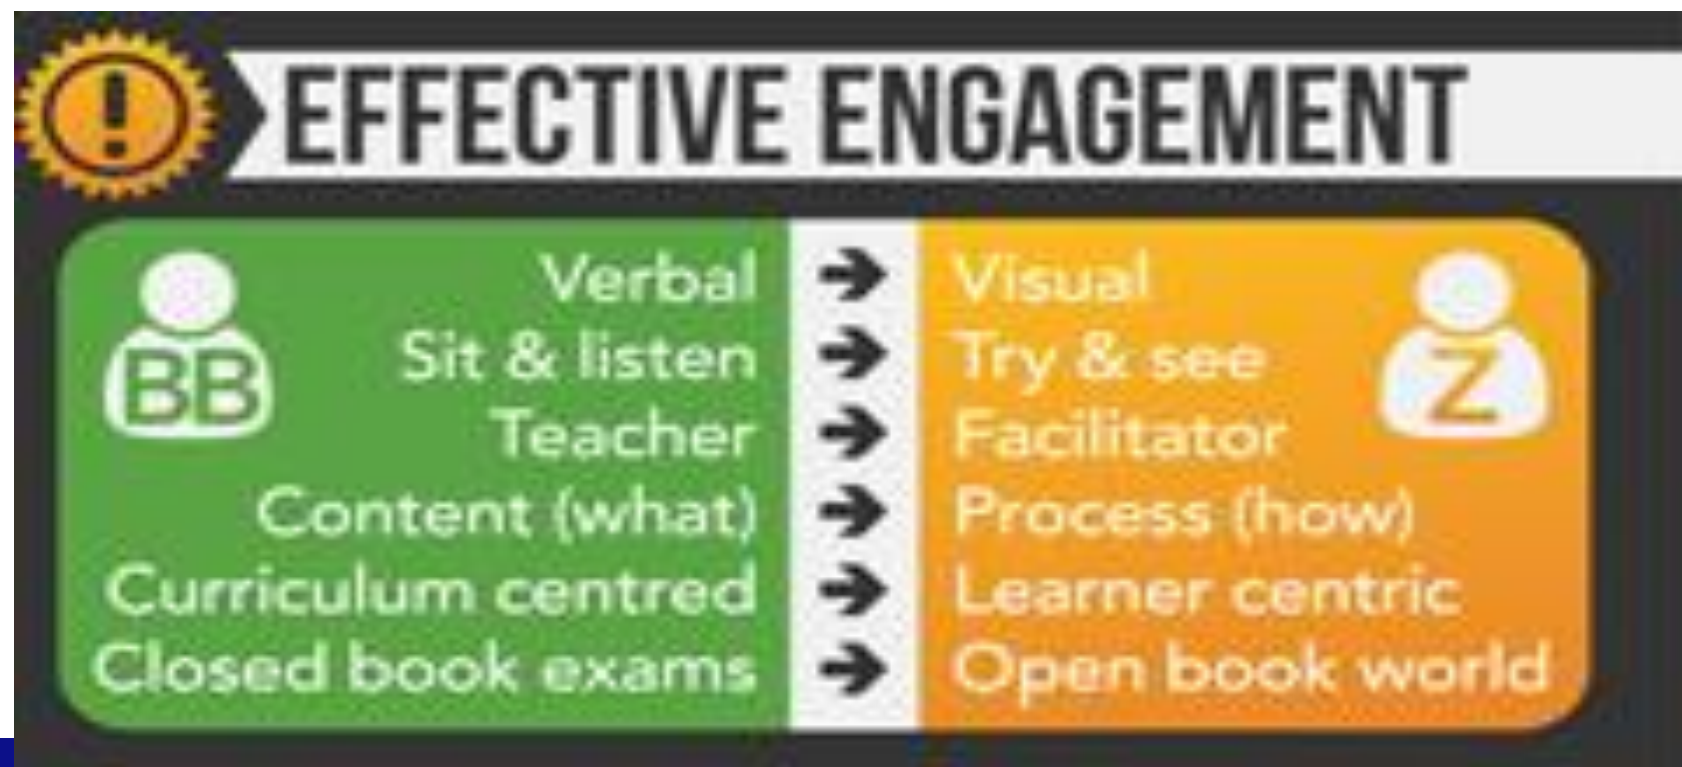 ! EFFECTIVE ENGAGEMENT
BB
Z
Verbal → Visual
Sit & listen → Try & see
Teacher → Facilitator
Content (what) → Process (how)
Curriculum centred → Learner centric
Closed book exams → Open book world